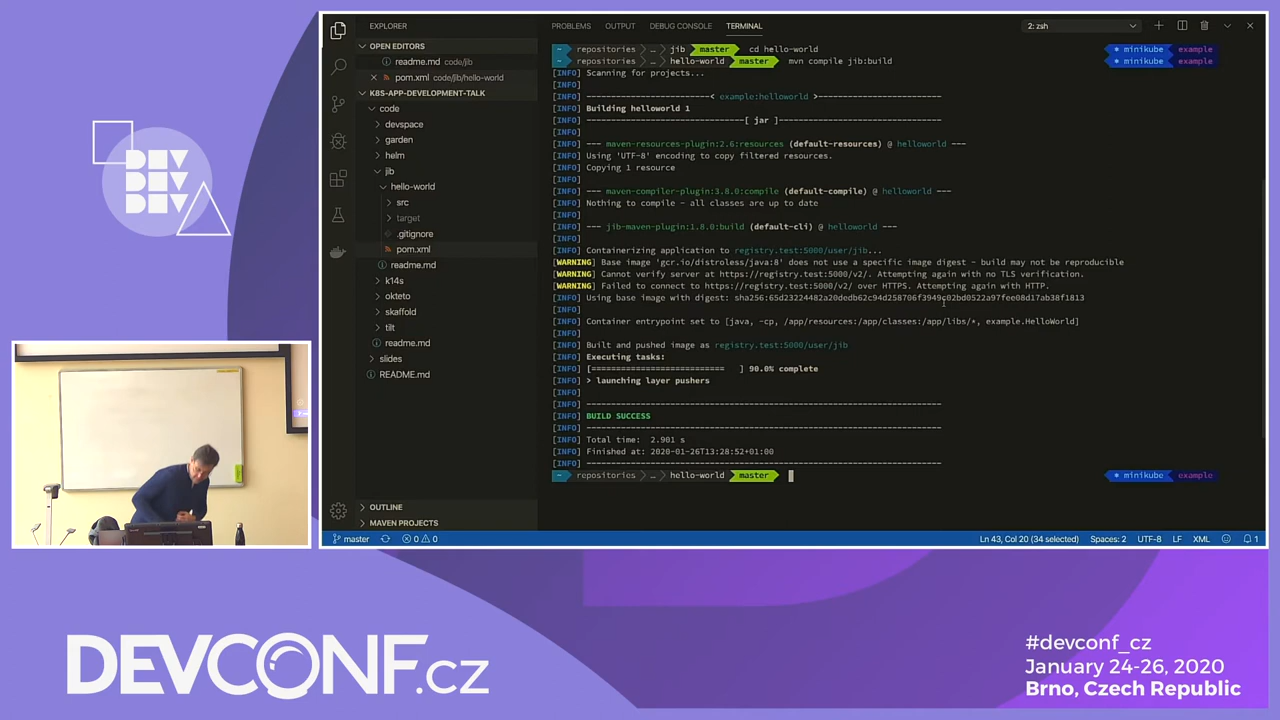 DEV
DEV
DEV
EXPLORER
OPEN EDITORS
readme.md code/jib
pom.xml code/jib/hello-world
K8S-APP-DEVELOPMENT-TALK
code
devspace
garden
helm
jib
hello-world
src
target
.gitignore
pom.xml
readme.md
k14s
okteto
skaffold
tilt
readme.md
slides
README.md
OUTLINE
MAVEN PROJECTS
PROBLEMS OUTPUT DEBUG CONSOLE TERMINAL 2: zsh
~ repositories … jib master cd hello-world minikube example
~ repositories … hello-world master mvn compile jib:build minikube example
[INFO] Scanning for projects...
[INFO]
[INFO] -----------------------< example:helloworld >-----------------------
[INFO] Building helloworld 1
[INFO] --------------------------------[ jar ]---------------------------------
[INFO]
[INFO] --- maven-resources-plugin:2.6:resources (default-resources) @ helloworld ---
[INFO] Using 'UTF-8' encoding to copy filtered resources.
[INFO] Copying 1 resource
[INFO]
[INFO] --- maven-compiler-plugin:3.8.0:compile (default-compile) @ helloworld ---
[INFO] Nothing to compile - all classes are up to date
[INFO]
[INFO] --- jib-maven-plugin:1.8.0:build (default-cli) @ helloworld ---
[INFO]
[INFO] Containerizing application to registry.test:5000/user/jib...
[WARNING] Base image 'gcr.io/distroless/java:8' does not use a specific image digest - build may not be reproducible
[WARNING] Cannot verify server at https://registry.test:5000/v2/. Attempting again with no TLS verification.
[WARNING] Failed to connect to https://registry.test:5000/v2/ over HTTPS. Attempting again with HTTP.
[INFO] Using base image with digest: sha256:65d23224482a20dedb62c94d258706f3949c02bd0522a97fee08d17ab38f1813
[INFO]
[INFO] Container entrypoint set to [java, -cp, /app/resources:/app/classes:/app/libs/*, example.HelloWorld]
[INFO]
[INFO] Built and pushed image as registry.test:5000/user/jib
[INFO] Executing tasks:
[INFO] [=========================== ] 90.0% complete
[INFO] > launching layer pushers
[INFO]
[INFO] ------------------------------------------------------------------------
[INFO] BUILD SUCCESS
[INFO] ------------------------------------------------------------------------
[INFO] Total time: 2.901 s
[INFO] Finished at: 2020-01-26T13:28:52+01:00
[INFO] ------------------------------------------------------------------------
~ repositories … hello-world master minikube example
master 0 0 Ln 43, Col 20 (34 selected) Spaces: 2 UTF-8 LF XML 1
DEVCONF.cz
#devconf_cz
January 24-26, 2020
Brno, Czech Republic